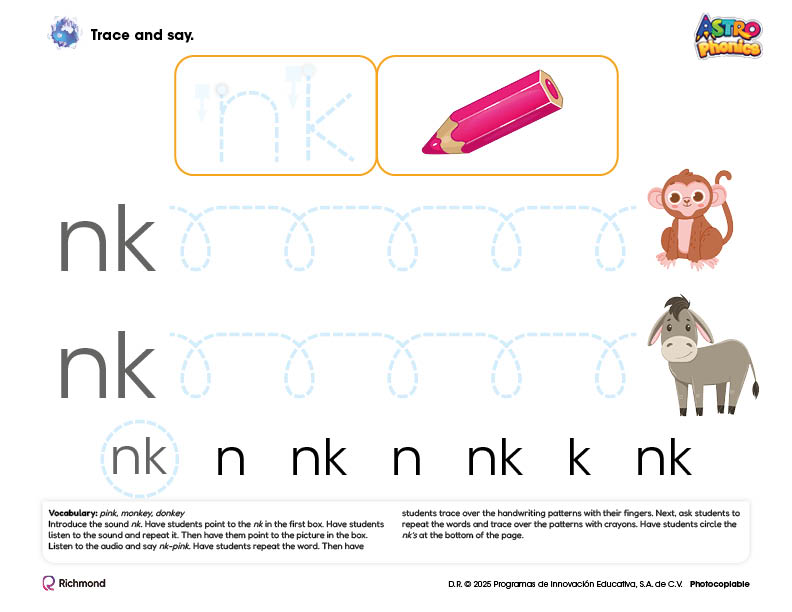 Trace and say.
ASTRO
Phonics
nk
nk
nk
nk n nk n nk k nk
Vocabulary: pink, monkey, donkey
Introduce the sound nk. Have students point to the nk in the first box. Have students
listen to the sound and repeat it. Then have them point to the picture in the box.
Listen to the audio and say nk-pink. Have students repeat the word. Then have
students trace over the handwriting patterns with their fingers. Next, ask students to
repeat the words and trace over the patterns with crayons. Have students circle the
nk's at the bottom of the page.
Richmond
D.R. © 2025 Programas de Innovación Educativa, S.A. de C.V. Photocopiable